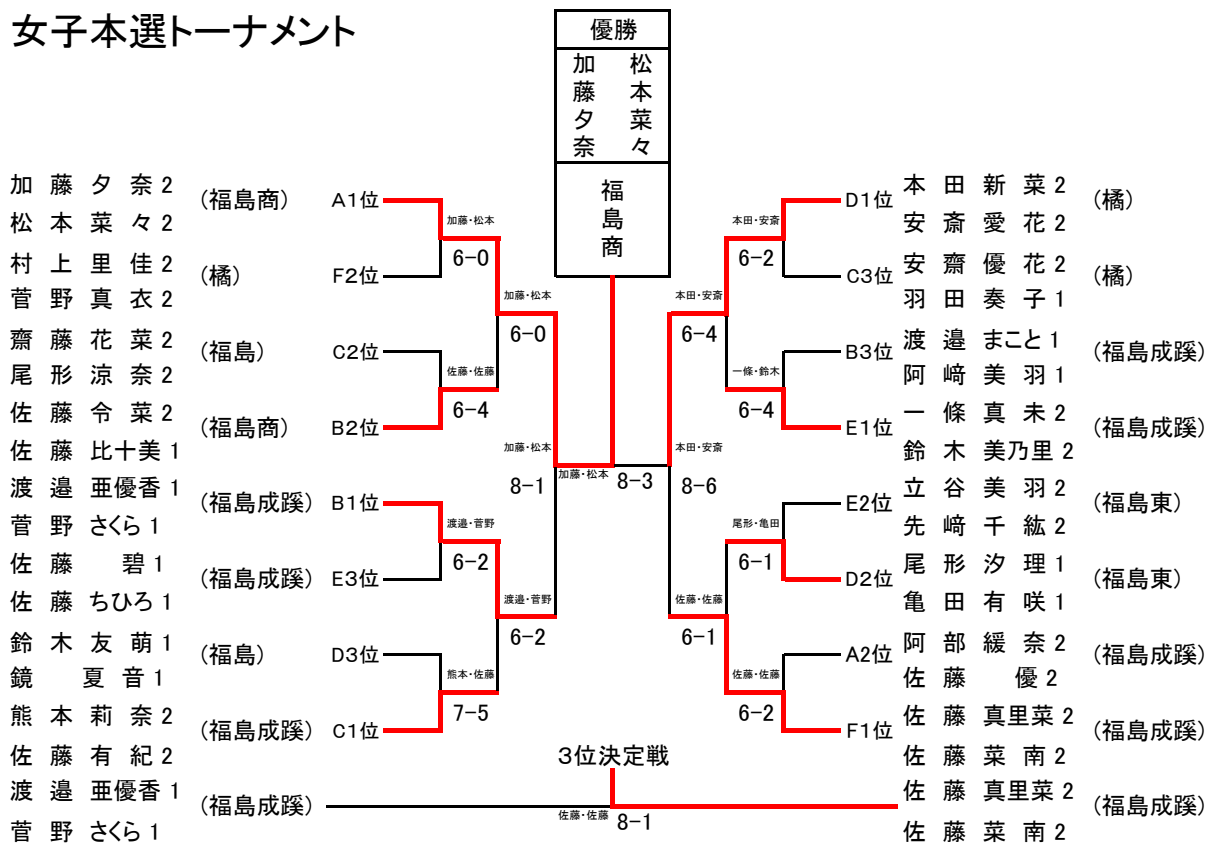 女子本選トーナメント
優勝
加藤夕奈
松本菜々
福島商
加藤夕奈2
松本菜々2
(福島商)
A1位
村上里佳2
菅野真衣2
(橘)
F2位
齋藤花菜2
尾形涼奈2
(福島)
C2位
佐藤令菜2
佐藤比十美1
(福島商)
B2位
渡邉亜優香1
菅野さくら1
(福島成蹊)
B1位
佐藤碧1
佐藤ちひろ1
(福島成蹊)
E3位
鈴木友萌1
鏡夏音1
(福島)
D3位
熊本莉奈2
佐藤有紀2
(福島成蹊)
C1位
加藤・松本
6-0
佐藤・佐藤
6-4
渡邉・菅野
6-2
熊本・佐藤
7-5
加藤・松本
6-0
渡邉・菅野
6-2
加藤・松本
8-1
加藤・松本
8-3
本田・安斎
8-6
本田・安斎
6-4
佐藤・佐藤
6-1
本田・安斎
6-2
一條・鈴木
6-4
尾形・亀田
6-1
佐藤・佐藤
6-2
D1位
本田新菜2
安斎愛花2
(橘)
C3位
安齋優花2
羽田奏子1
(橘)
B3位
渡邉まこと1
阿﨑美羽1
(福島成蹊)
E1位
一條真未2
鈴木美乃里2
(福島成蹊)
E2位
立谷美羽2
先﨑千紘2
(福島東)
D2位
尾形汐理1
亀田有咲1
(福島東)
A2位
阿部緩奈2
佐藤優2
(福島成蹊)
F1位
佐藤真里菜2
佐藤菜南2
(福島成蹊)
3位決定戦
渡邉亜優香1
菅野さくら1
(福島成蹊)
佐藤・佐藤
8-1
佐藤真里菜2
佐藤菜南2
(福島成蹊)